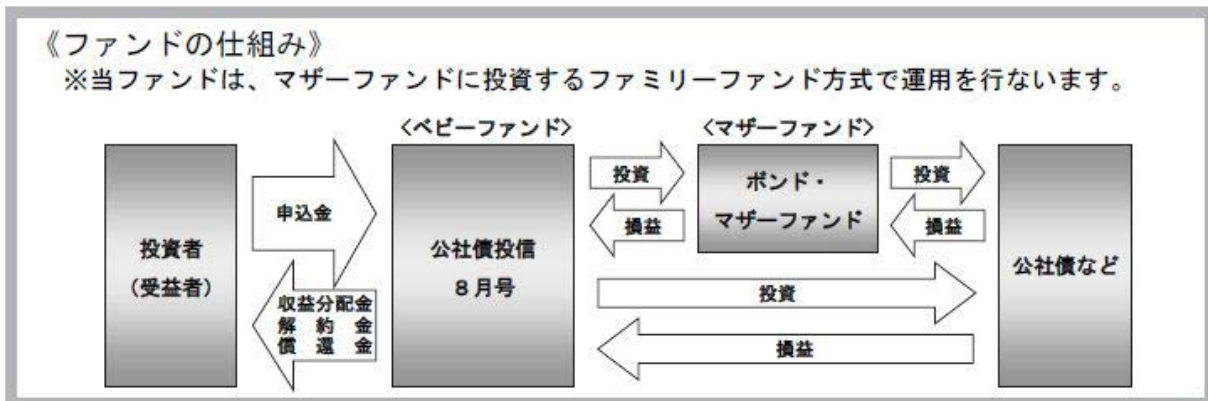 《ファンドの仕組み》
※当ファンドは、マザーファンドに投資するファミリーファンド方式で運用を行ないます。
〈ベビーファンド〉
〈マザーファンド〉
投資者
（受益者）
申込金
収益分配金
解約金
償還金
公社債投信
８月号
投資
損益
ボンド・
マザーファンド
投資
損益
投資
損益
公社債など